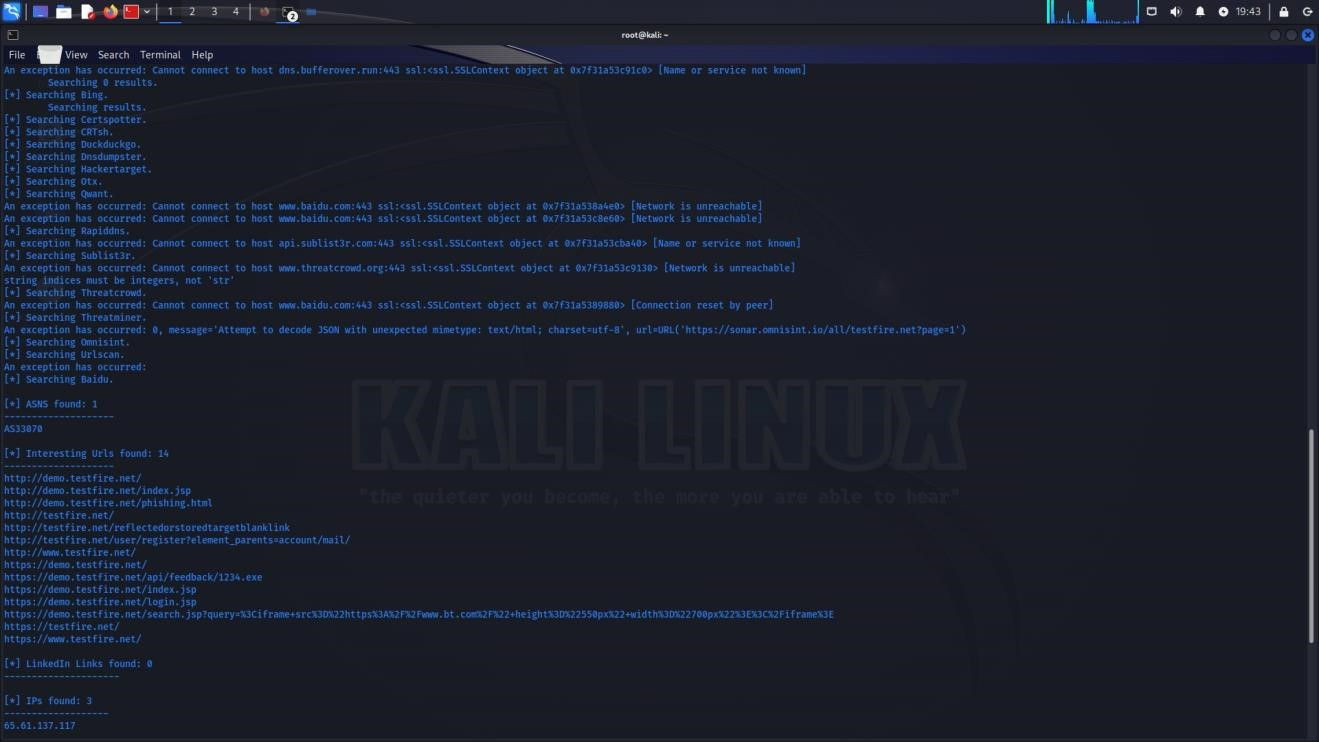 1 2 3 4 2 19:43
root@kali: ~
File View Search Terminal Help
An exception has occurred: Cannot connect to host dns.bufferover.run:443 ssl:<ssl.SSLContext object at 0x7f31a53c91c0> [Name or service not known]
Searching 0 results.
[*] Searching Bing.
Searching results.
[*] Searching Certspotter.
[*] Searching CRTsh.
[*] Searching Duckduckgo.
[*] Searching Dnsdumpster.
[*] Searching Hackertarget.
[*] Searching Otx.
[*] Searching Qwant.
An exception has occurred: Cannot connect to host www.baidu.com:443 ssl:<ssl.SSLContext object at 0x7f31a538a4e0> [Network is unreachable]
An exception has occurred: Cannot connect to host www.baidu.com:443 ssl:<ssl.SSLContext object at 0x7f31a53c8e60> [Network is unreachable]
[*] Searching Rapiddns.
An exception has occurred: Cannot connect to host api.sublist3r.com:443 ssl:<ssl.SSLContext object at 0x7f31a53cba40> [Name or service not known]
[*] Searching Sublist3r.
An exception has occurred: Cannot connect to host www.threatcrowd.org:443 ssl:<ssl.SSLContext object at 0x7f31a53c9130> [Network is unreachable]
string indices must be integers, not 'str'
[*] Searching Threatcrowd.
An exception has occurred: Cannot connect to host www.baidu.com:443 ssl:<ssl.SSLContext object at 0x7f31a5389880> [Connection reset by peer]
[*] Searching Threatminer.
An exception has occurred: 0, message='Attempt to decode JSON with unexpected mimetype: text/html; charset=utf-8', url=URL('https://sonar.omnisint.io/all/testfire.net?page=1')
[*] Searching Omnisint.
[*] Searching Urlscan.
An exception has occurred:
[*] Searching Baidu.
[*] ASNS found: 1
--------------------
AS33070
[*] Interesting Urls found: 14
--------------------
http://demo.testfire.net/
http://demo.testfire.net/index.jsp
http://demo.testfire.net/phishing.html
http://testfire.net/
http://testfire.net/reflectedorstoredtargetblanklink
http://testfire.net/user/register?element_parents=account/mail/
http://www.testfire.net/
https://demo.testfire.net/
https://demo.testfire.net/api/feedback/1234.exe
https://demo.testfire.net/index.jsp
https://demo.testfire.net/login.jsp
https://demo.testfire.net/search.jsp?query=%3Ciframe+src%3D%22https%3A%2F%2Fwww.bt.com%2F%22+height%3D%22550px%22+width%3D%22700px%22%3E%3C%2Fiframe%3E
https://testfire.net/
https://www.testfire.net/
[*] LinkedIn Links found: 0
---------------------
[*] IPs found: 3
-------------------
65.61.137.117
KALI LINUX
"the quieter you become, the more you are able to hear"